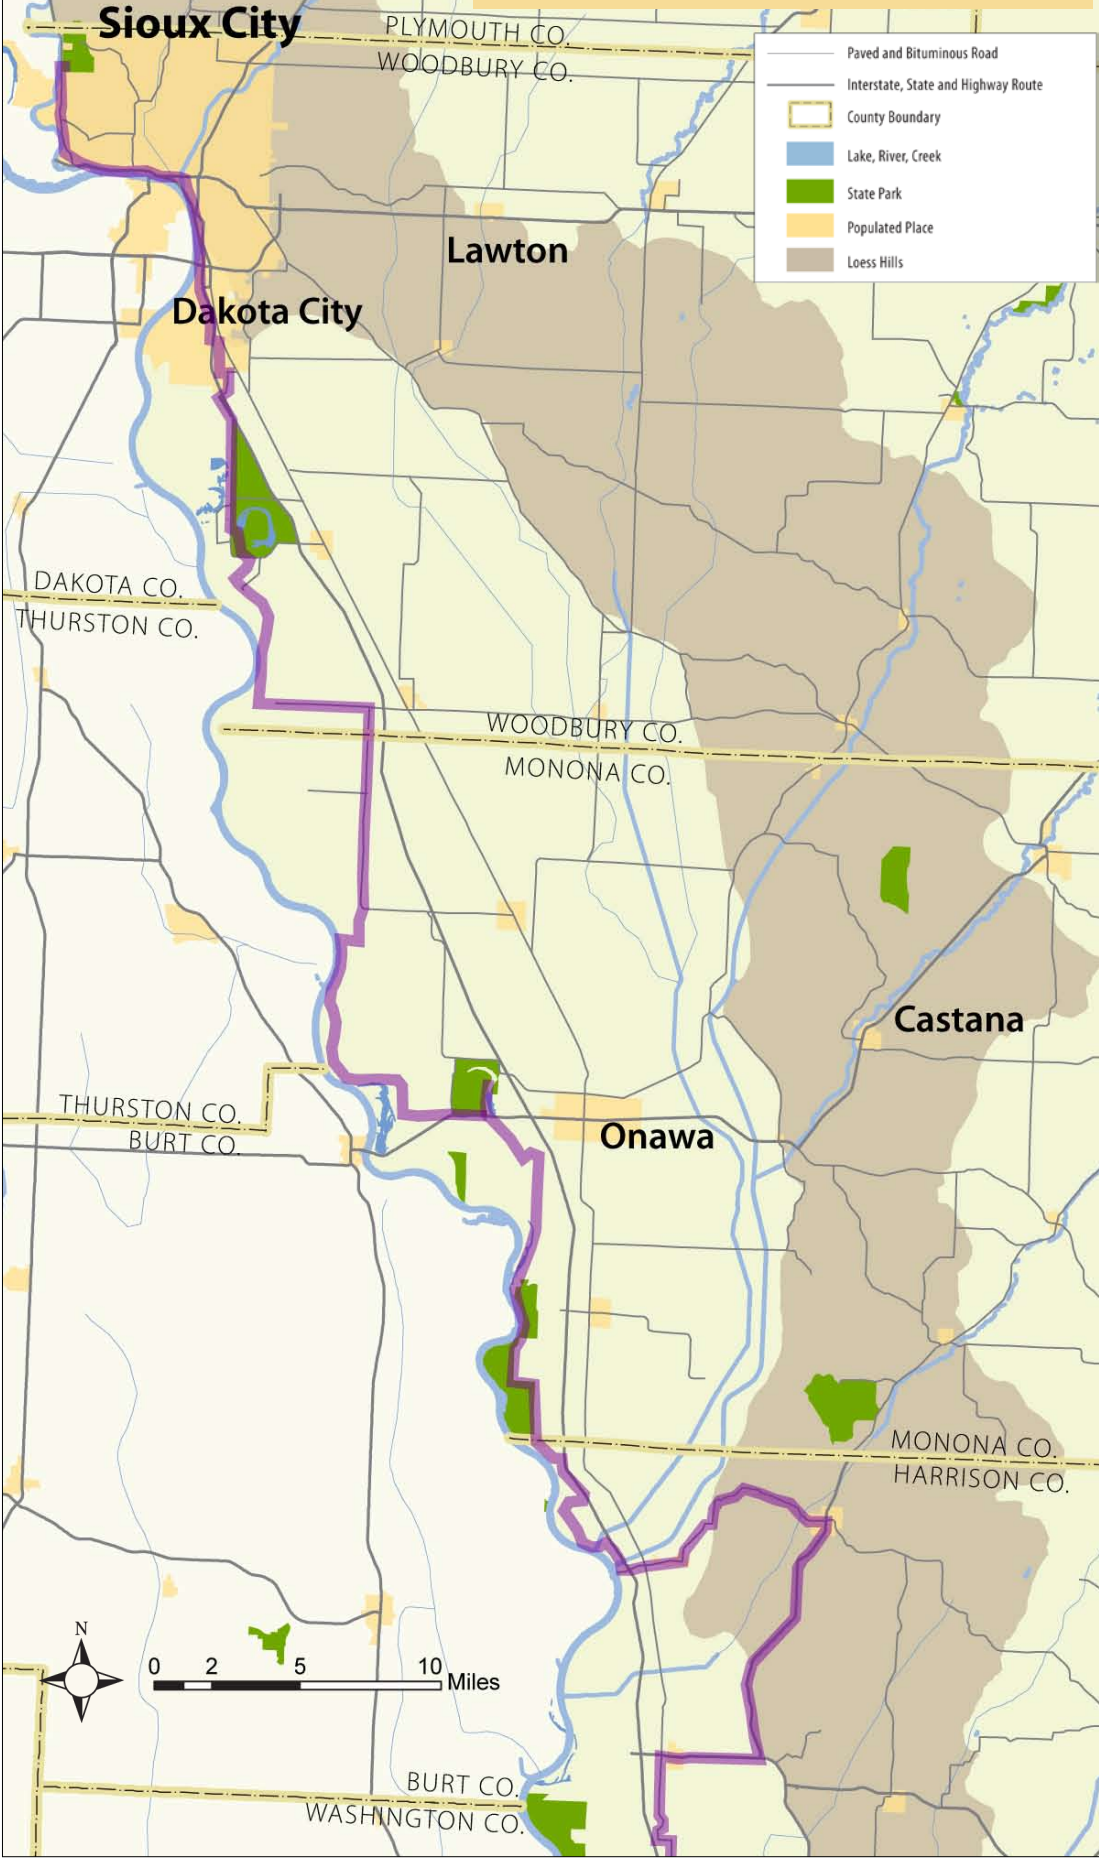 Sioux City
PLYMOUTH CO.
WOODBURY CO.
Paved and Bituminous Road
Interstate, State and Highway Route
County Boundary
Lake, River, Creek
State Park
Populated Place
Loess Hills
Lawton
Dakota City
DAKOTA CO.
THURSTON CO.
WOODBURY CO.
MONONA CO.
Castana
THURSTON CO.
BURT CO.
Onawa
MONONA CO.
HARRISON CO.
N
0 2 5 10
Miles
BURT CO.
WASHINGTON CO.